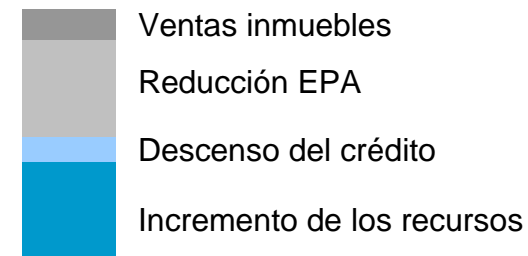 Ventas inmuebles
Reducción EPA
Descenso del crédito
Incremento de los recursos